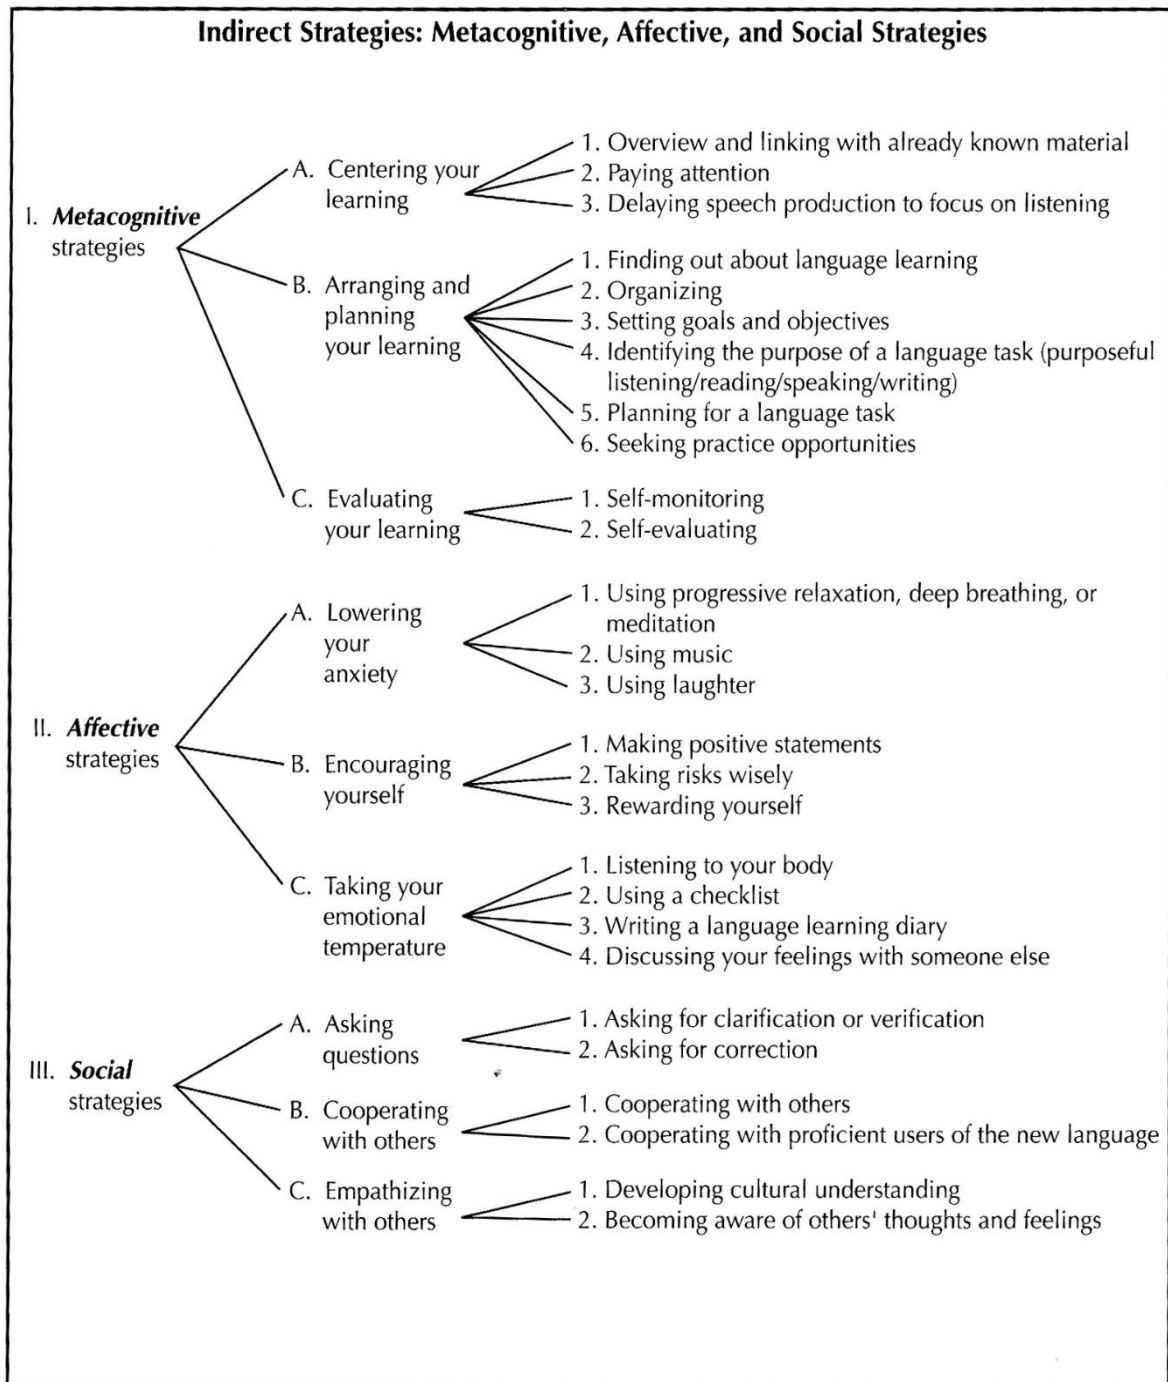 Indirect Strategies: Metacognitive, Affective, and Social Strategies
I. Metacognitive
strategies
A. Centering your
learning
1. Overview and linking with already known material
2. Paying attention
3. Delaying speech production to focus on listening
B. Arranging and
planning
your learning
1. Finding out about language learning
2. Organizing
3. Setting goals and objectives
4. Identifying the purpose of a language task (purposeful
listening/reading/speaking/writing)
5. Planning for a language task
6. Seeking practice opportunities
C. Evaluating
your learning
1. Self-monitoring
2. Self-evaluating
II. Affective
strategies
A. Lowering
your
anxiety
1. Using progressive relaxation, deep breathing, or
meditation
2. Using music
3. Using laughter
B. Encouraging
yourself
1. Making positive statements
2. Taking risks wisely
3. Rewarding yourself
C. Taking your
emotional
temperature
1. Listening to your body
2. Using a checklist
3. Writing a language learning diary
4. Discussing your feelings with someone else
III. Social
strategies
A. Asking
questions
1. Asking for clarification or verification
2. Asking for correction
B. Cooperating
with others
1. Cooperating with others
2. Cooperating with proficient users of the new language
C. Empathizing
with others
1. Developing cultural understanding
2. Becoming aware of others' thoughts and feelings